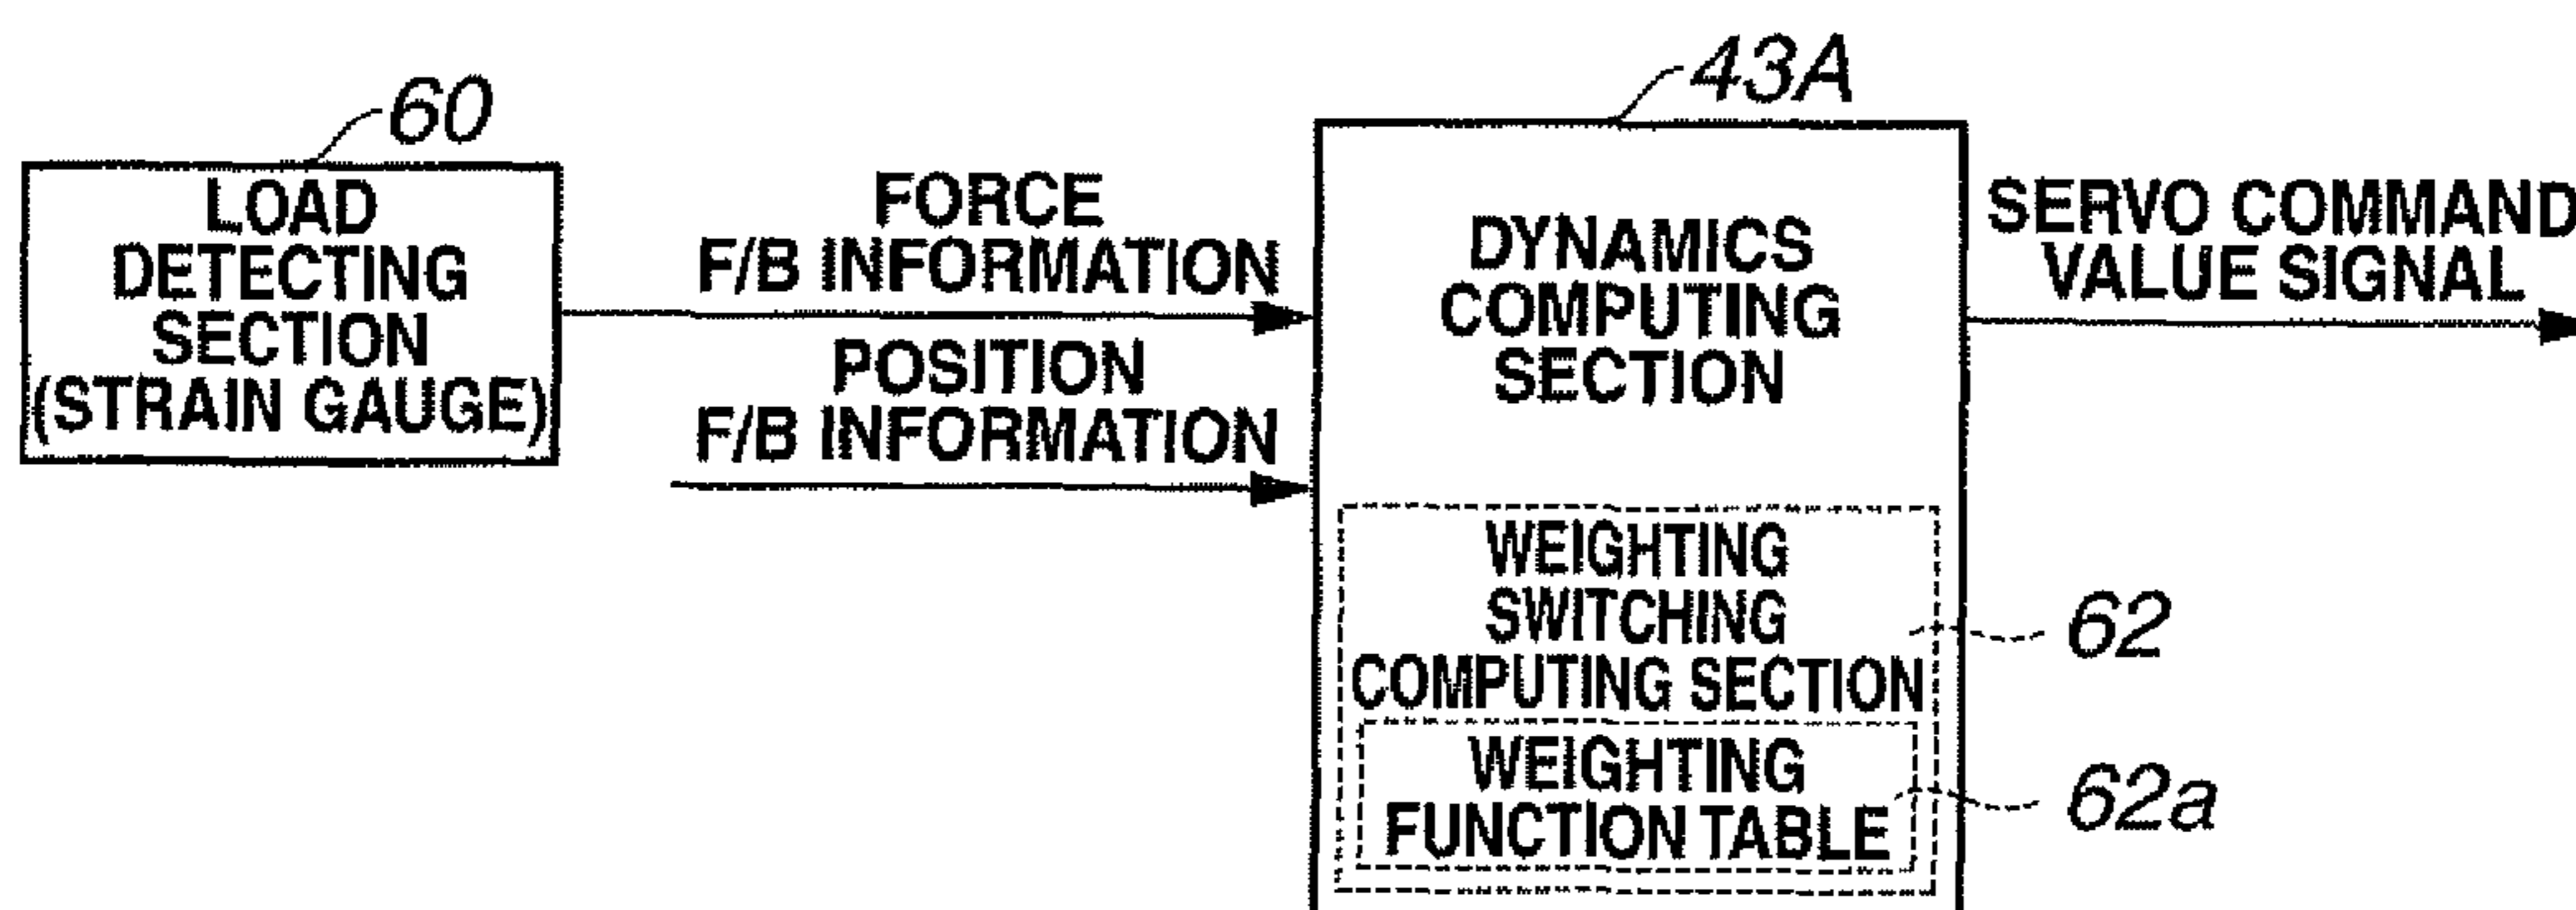 60
LOAD
DETECTING
SECTION
(STRAIN GAUGE)
FORCE
F/B INFORMATION
POSITION
F/B INFORMATION
43A
DYNAMICS
COMPUTING
SECTION
WEIGHTING
SWITCHING
COMPUTING SECTION
62
WEIGHTING
FUNCTION TABLE
62a
SERVO COMMAND
VALUE SIGNAL